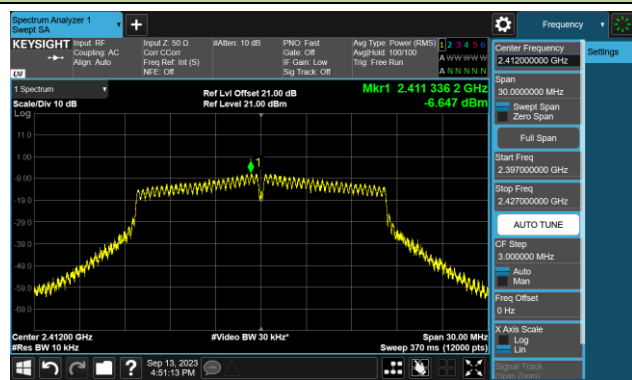 Spectrum Analyzer 1
Swept SA
Frequency
KEYSIGHT
Input: RF
Coupling: AC
Align: Auto
Input Z: 50 Ω
Corr CCorr
Freq Ref: Int (S)
NFE: Off
#Atten: 10 dB
PNO: Fast
Gate: Off
IF Gain: Low
Sig Track: Off
Avg Type: Power (RMS)
Avg|Hold: 100/100
Trig: Free Run
1 2 3 4 5 6
A W W W W W
A N N N N N
LXI
1 Spectrum
Scale/Div 10 dB
Log
Ref Lvl Offset 21.00 dB
Ref Level 21.00 dBm
Mkr1 2.411 336 2 GHz
-6.647 dBm
11.0
1.00
-9.00
-19.0
-29.0
-39.0
-49.0
-59.0
-69.0
1
Center 2.41200 GHz
#Res BW 10 kHz
#Video BW 30 kHz*
Span 30.00 MHz
Sweep 370 ms (12000 pts)
Sep 13, 2023
4:51:13 PM
Center Frequency
2.412000000 GHz
Settings
Span
30.0000000 MHz
Swept Span
Zero Span
Full Span
Start Freq
2.397000000 GHz
Stop Freq
2.427000000 GHz
AUTO TUNE
CF Step
3.000000 MHz
Auto
Man
Freq Offset
0 Hz
X Axis Scale
Log
Lin
Signal Track
(Span Zoom)